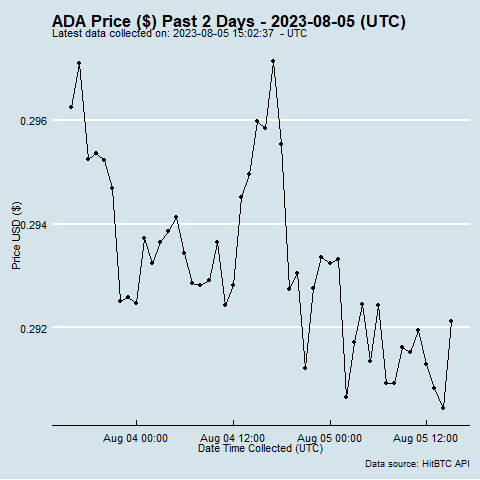 ADA Price ($) Past 2 Days - 2023-08-05 (UTC)
Latest data collected on: 2023-08-05 15:02:37  - UTC
0.296
0.294
0.292
Price USD ($)
Aug 04 00:00
Aug 04 12:00
Aug 05 00:00
Aug 05 12:00
Date Time Collected (UTC)
Data source: HitBTC API